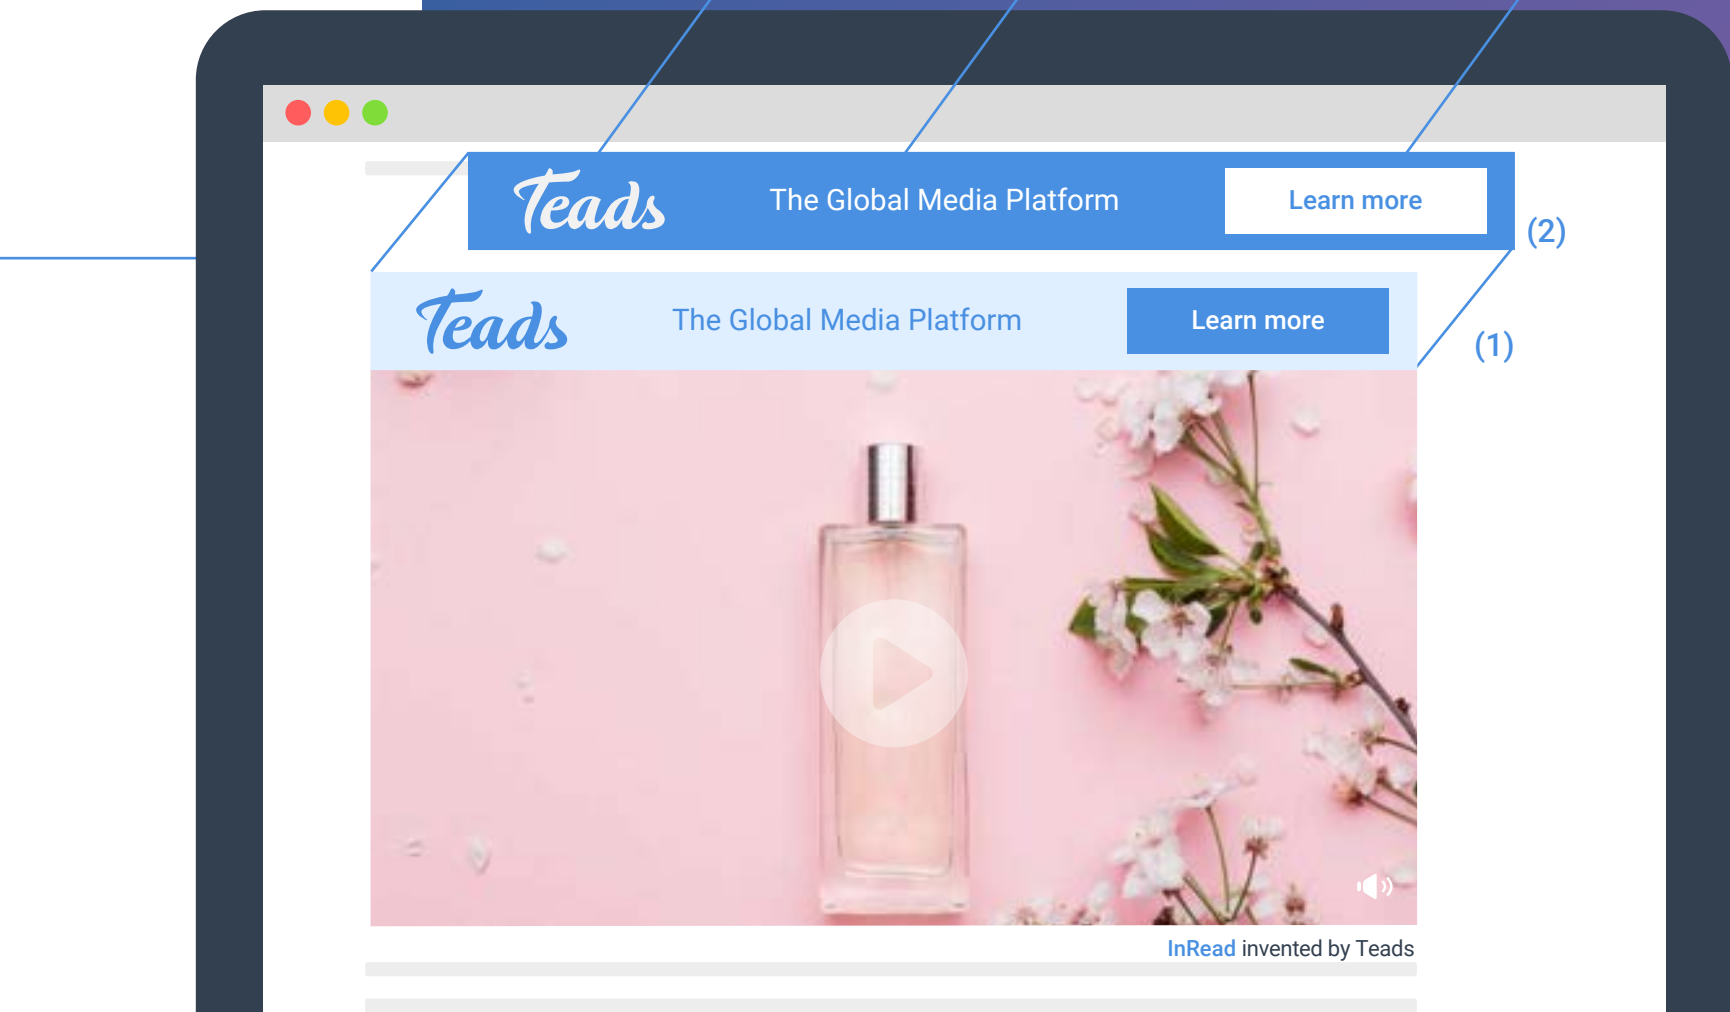 Teads The Global Media Platform Learn more
(2)
Teads The Global Media Platform Learn more
(1)
InRead invented by Teads